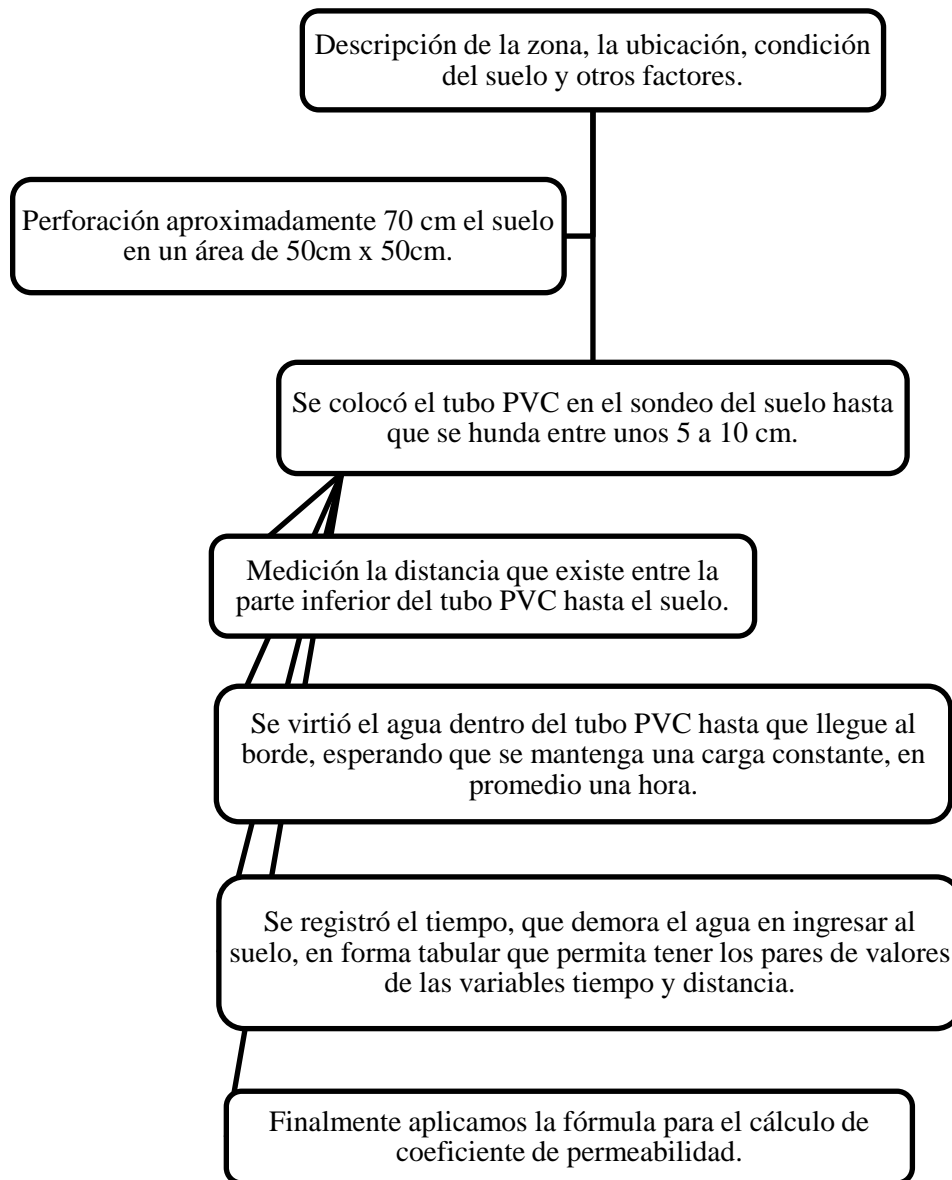 Descripción de la zona, la ubicación, condición
del suelo y otros factores.
Perforación aproximadamente 70 cm el suelo
en un área de 50cm x 50cm.
Se colocó el tubo PVC en el sondeo del suelo hasta
que se hunda entre unos 5 a 10 cm.
Medición la distancia que existe entre la
parte inferior del tubo PVC hasta el suelo.
Se virtió el agua dentro del tubo PVC hasta que llegue al
borde, esperando que se mantenga una carga constante, en
promedio una hora.
Se registró el tiempo, que demora el agua en ingresar al
suelo, en forma tabular que permita tener los pares de valores
de las variables tiempo y distancia.
Finalmente aplicamos la fórmula para el cálculo de
coeficiente de permeabilidad.